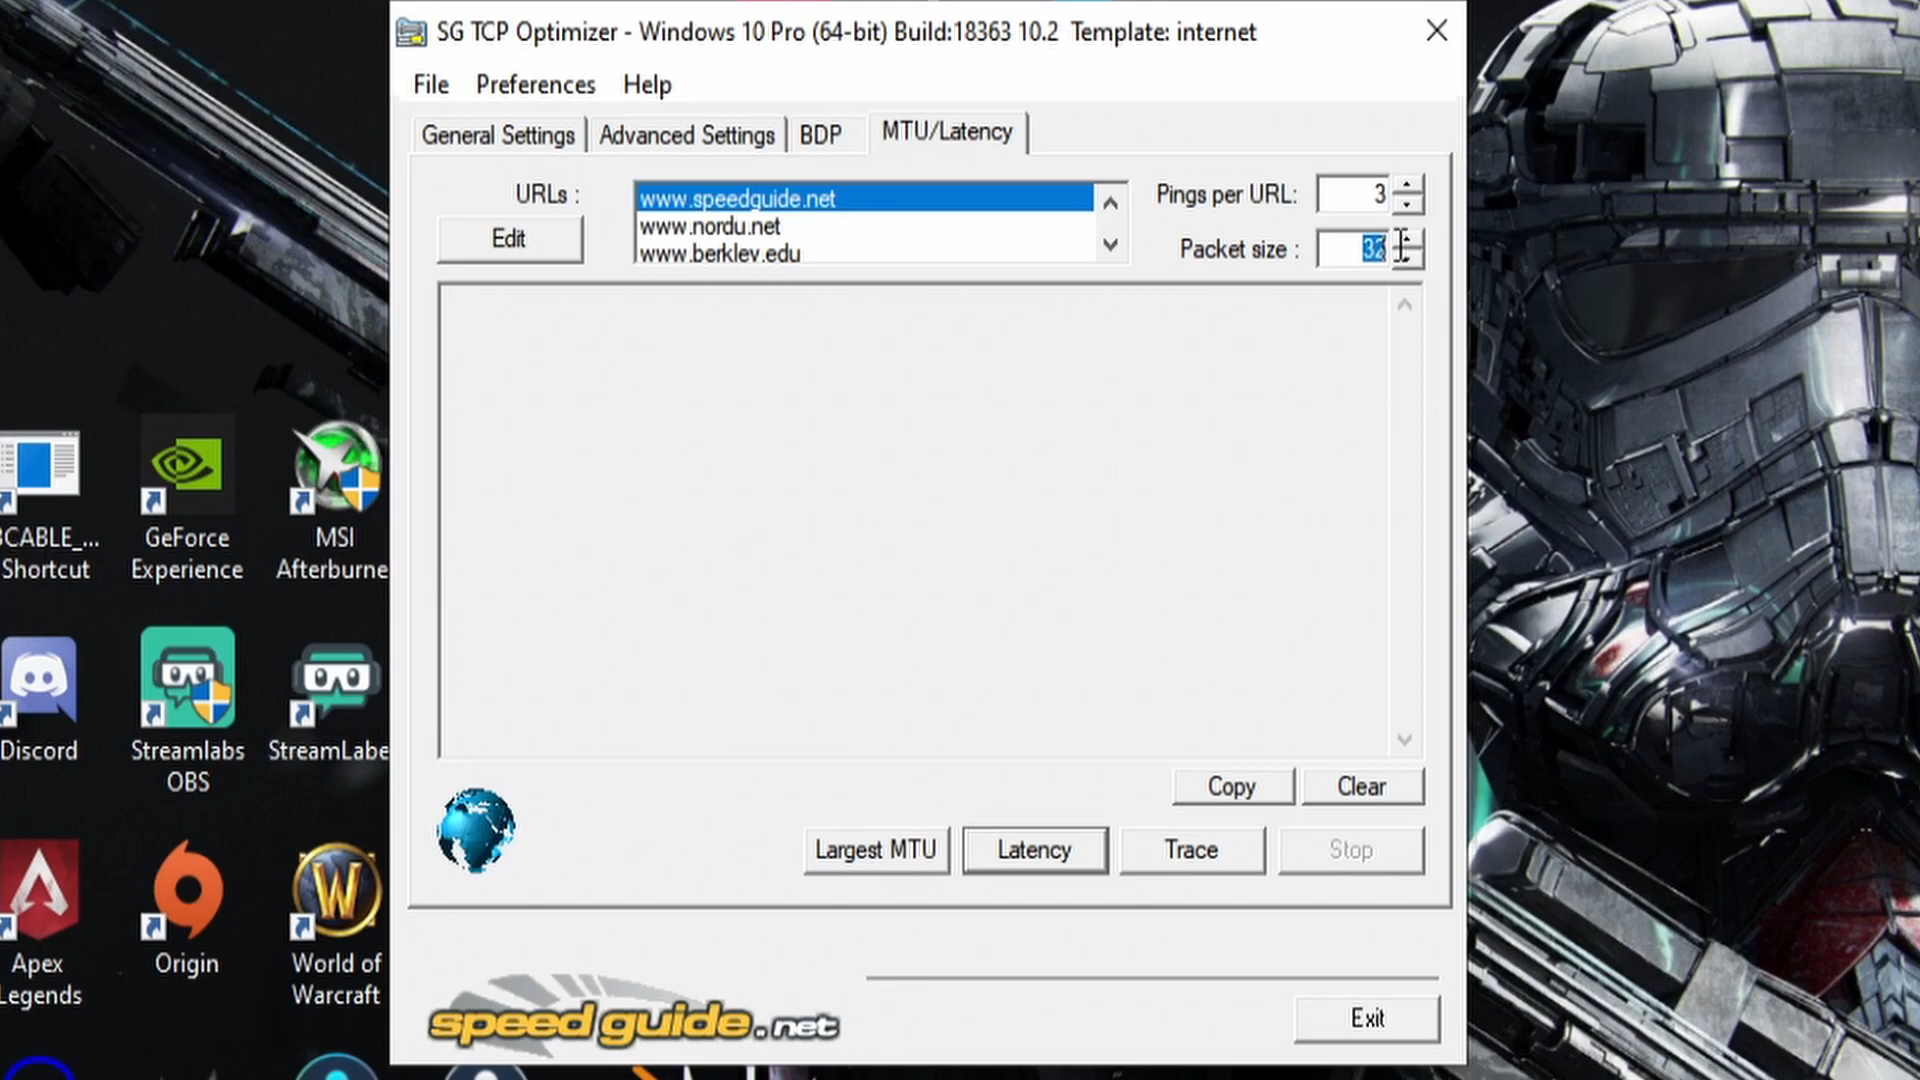 SG TCP Optimizer - Windows 10 Pro (64-bit) Build:18363 10.2 Template: internet
File Preferences Help
General Settings Advanced Settings BDP MTU/Latency
URLs :
Edit
www.speedguide.net
www.nordu.net
www.berkley.edu
Pings per URL: 3
Packet size : 32
Copy Clear
Largest MTU Latency Trace Stop
speedguide.net
Exit
CABLE_...
Shortcut
GeForce
Experience
MSI
Afterburne
Discord
Streamlabs
OBS
StreamLabe
Apex
Legends
Origin
World of
Warcraft